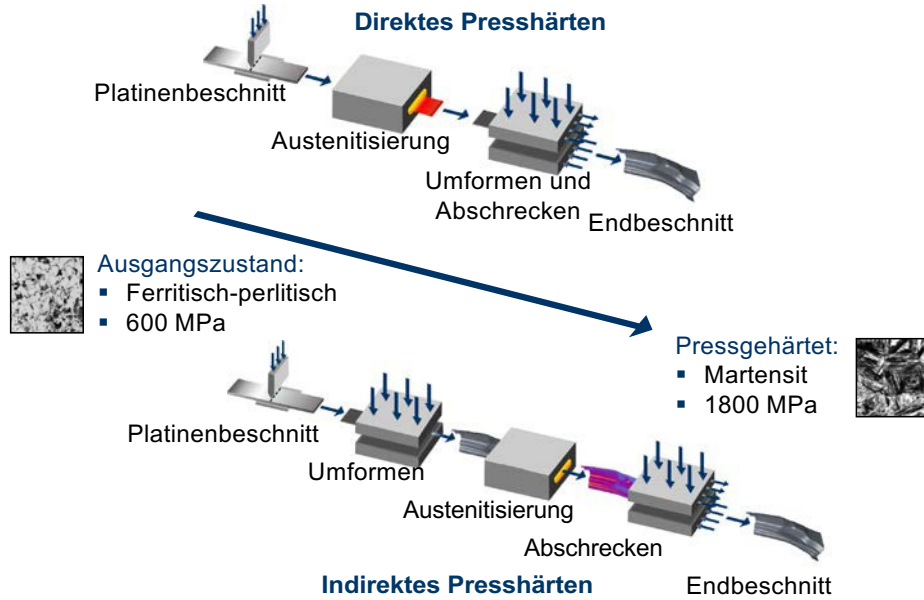 Direktes Presshärten
Platinenbeschnitt
Austenitisierung
Umformen und
Abschrecken
Endbeschnitt
Ausgangszustand:
▪ Ferritisch-perlitisch
▪ 600 MPa
Pressgehärtet:
▪ Martensit
▪ 1800 MPa
Platinenbeschnitt
Umformen
Austenitisierung
Abschrecken
Endbeschnitt
Indirektes Presshärten